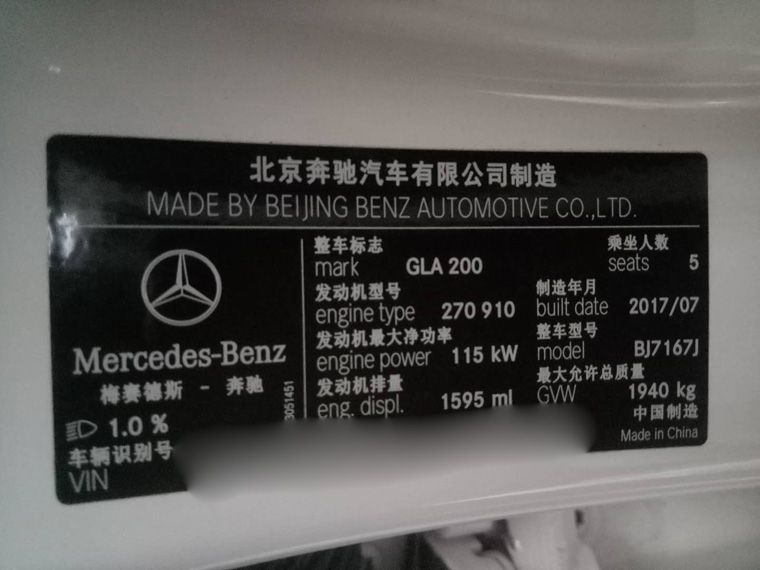 北京奔驰汽车有限公司制造
MADE BY BEIJING BENZ AUTOMOTIVE CO.,LTD.
Mercedes-Benz
梅赛德斯 - 奔驰
1.0 %
车辆识别号
VIN
3051451
整车标志
mark GLA 200
乘坐人数
seats 5
发动机型号
engine type 270 910
制造年月
built date 2017/07
发动机最大净功率
engine power 115 kW
整车型号
model BJ7167J
发动机排量
eng. displ. 1595 ml
最大允许总质量
GVW 1940 kg
中国制造
Made in China